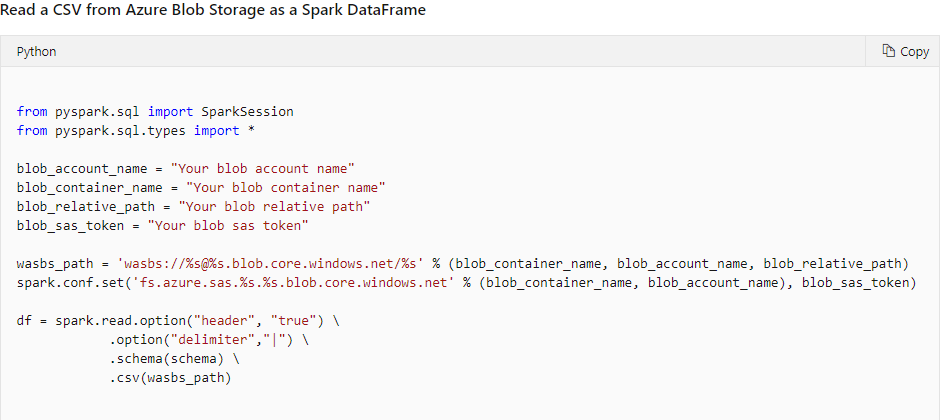 Read a CSV from Azure Blob Storage as a Spark DataFrame
Python
Copy
from pyspark.sql import SparkSession
from pyspark.sql.types import *
blob_account_name = "Your blob account name"
blob_container_name = "Your blob container name"
blob_relative_path = "Your blob relative path"
blob_sas_token = "Your blob sas token"
wasbs_path = 'wasbs://%s@%s.blob.core.windows.net/%s' % (blob_container_name, blob_account_name, blob_relative_path)
spark.conf.set('fs.azure.sas.%s.%s.blob.core.windows.net' % (blob_container_name, blob_account_name), blob_sas_token)
df = spark.read.option("header", "true") \
.option("delimiter","|") \
.schema(schema) \
.csv(wasbs_path)